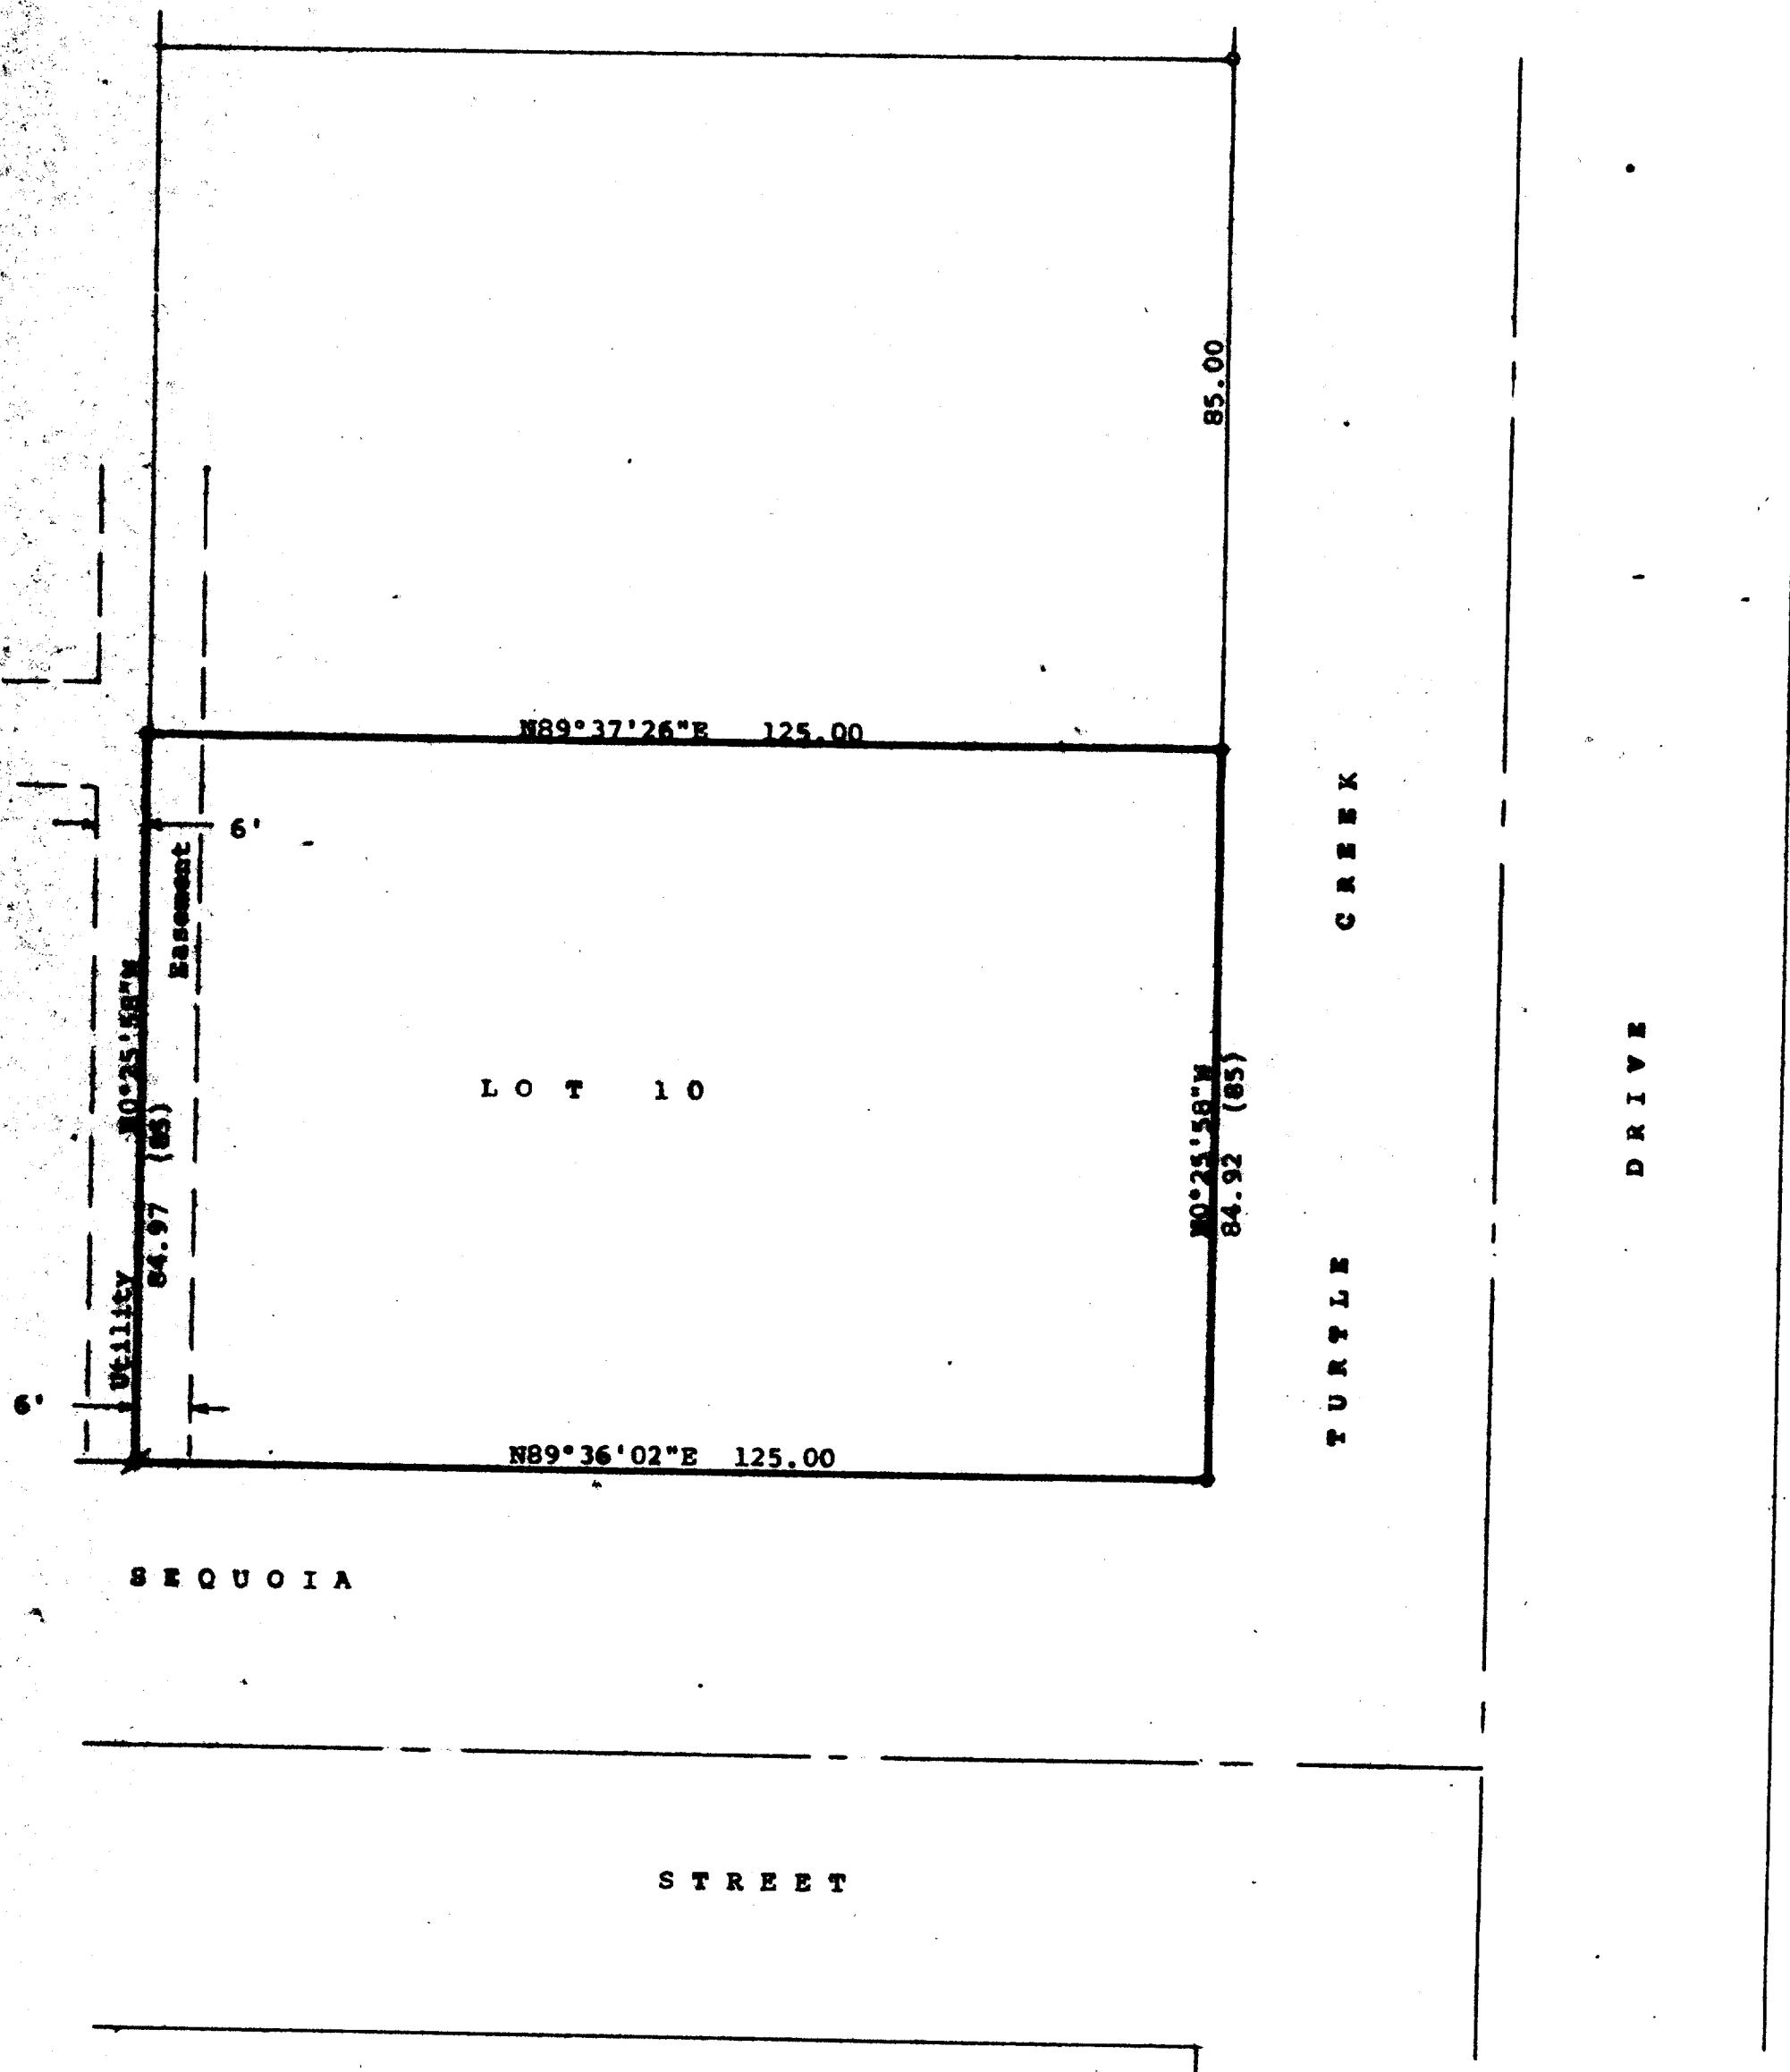 85.00
N89°37'26"E 125.00
6'
Easement
N0°25'58"W
84.97 (85)
Utility
6'
LOT 10
N0°25'58"W
84.92 (85)
TURTLE CREEK
DRIVE
N89°36'02"E 125.00
SEQUOIA
STREET